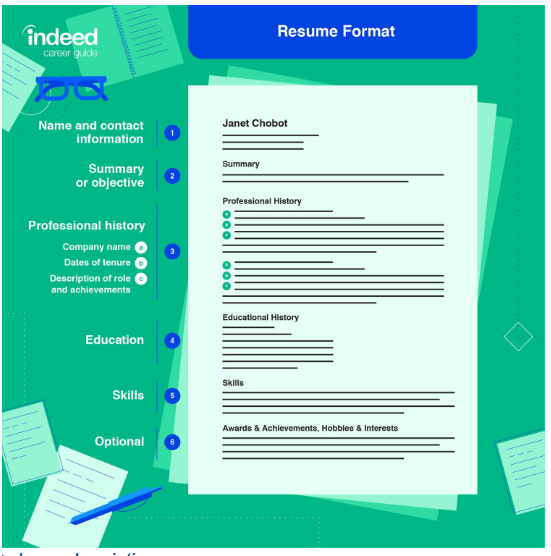 Resume Format
indeed
career guide
Name and contact
information
1
Summary
or objective
2
Professional history
Company name a
Dates of tenure b
Description of role c
and achievements
3
Education
4
Skills
5
Optional
6
Janet Chobot
Summary
Professional History
a
b
c
a
b
c
Educational History
Skills
Awards & Achievements, Hobbies & Interests